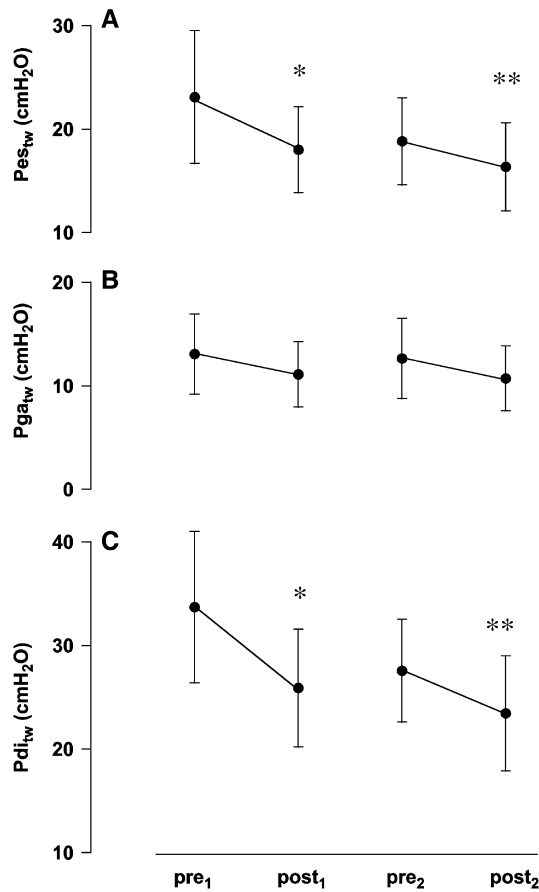 A
30
20
10
Pes_tw (cmH₂O)
*
**
B
20
10
0
Pga_tw (cmH₂O)
C
40
30
20
10
Pdi_tw (cmH₂O)
*
**
pre₁ post₁ pre₂ post₂